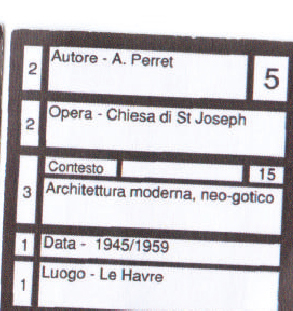 2 Autore - A. Perret 5
2 Opera - Chiesa di St Joseph
Contesto 15
3 Architettura moderna, neo-gotico
1 Data - 1945/1959
1 Luogo - Le Havre